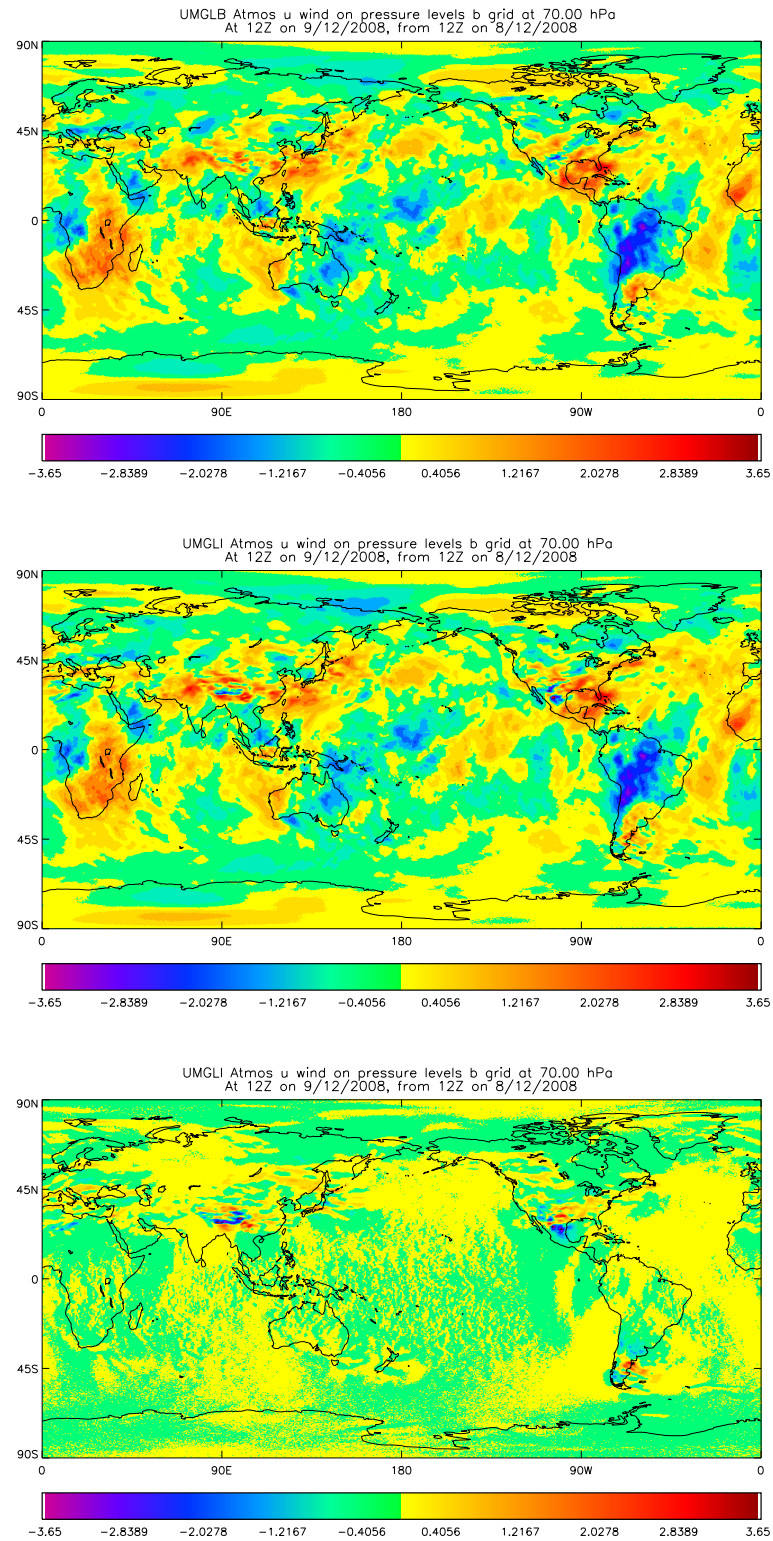 UMGLB Atmos u wind on pressure levels b grid at 70.00 hPa
At 12Z on 9/12/2008, from 12Z on 8/12/2008
90N
45N
0
45S
90S
0 90E 180 90W 0
-3.65 -2.8389 -2.0278 -1.2167 -0.4056 0.4056 1.2167 2.0278 2.8389 3.65
UMGLI Atmos u wind on pressure levels b grid at 70.00 hPa
At 12Z on 9/12/2008, from 12Z on 8/12/2008
90N
45N
0
45S
90S
0 90E 180 90W 0
-3.65 -2.8389 -2.0278 -1.2167 -0.4056 0.4056 1.2167 2.0278 2.8389 3.65
UMGLI Atmos u wind on pressure levels b grid at 70.00 hPa
At 12Z on 9/12/2008, from 12Z on 8/12/2008
90N
45N
0
45S
90S
0 90E 180 90W 0
-3.65 -2.8389 -2.0278 -1.2167 -0.4056 0.4056 1.2167 2.0278 2.8389 3.65